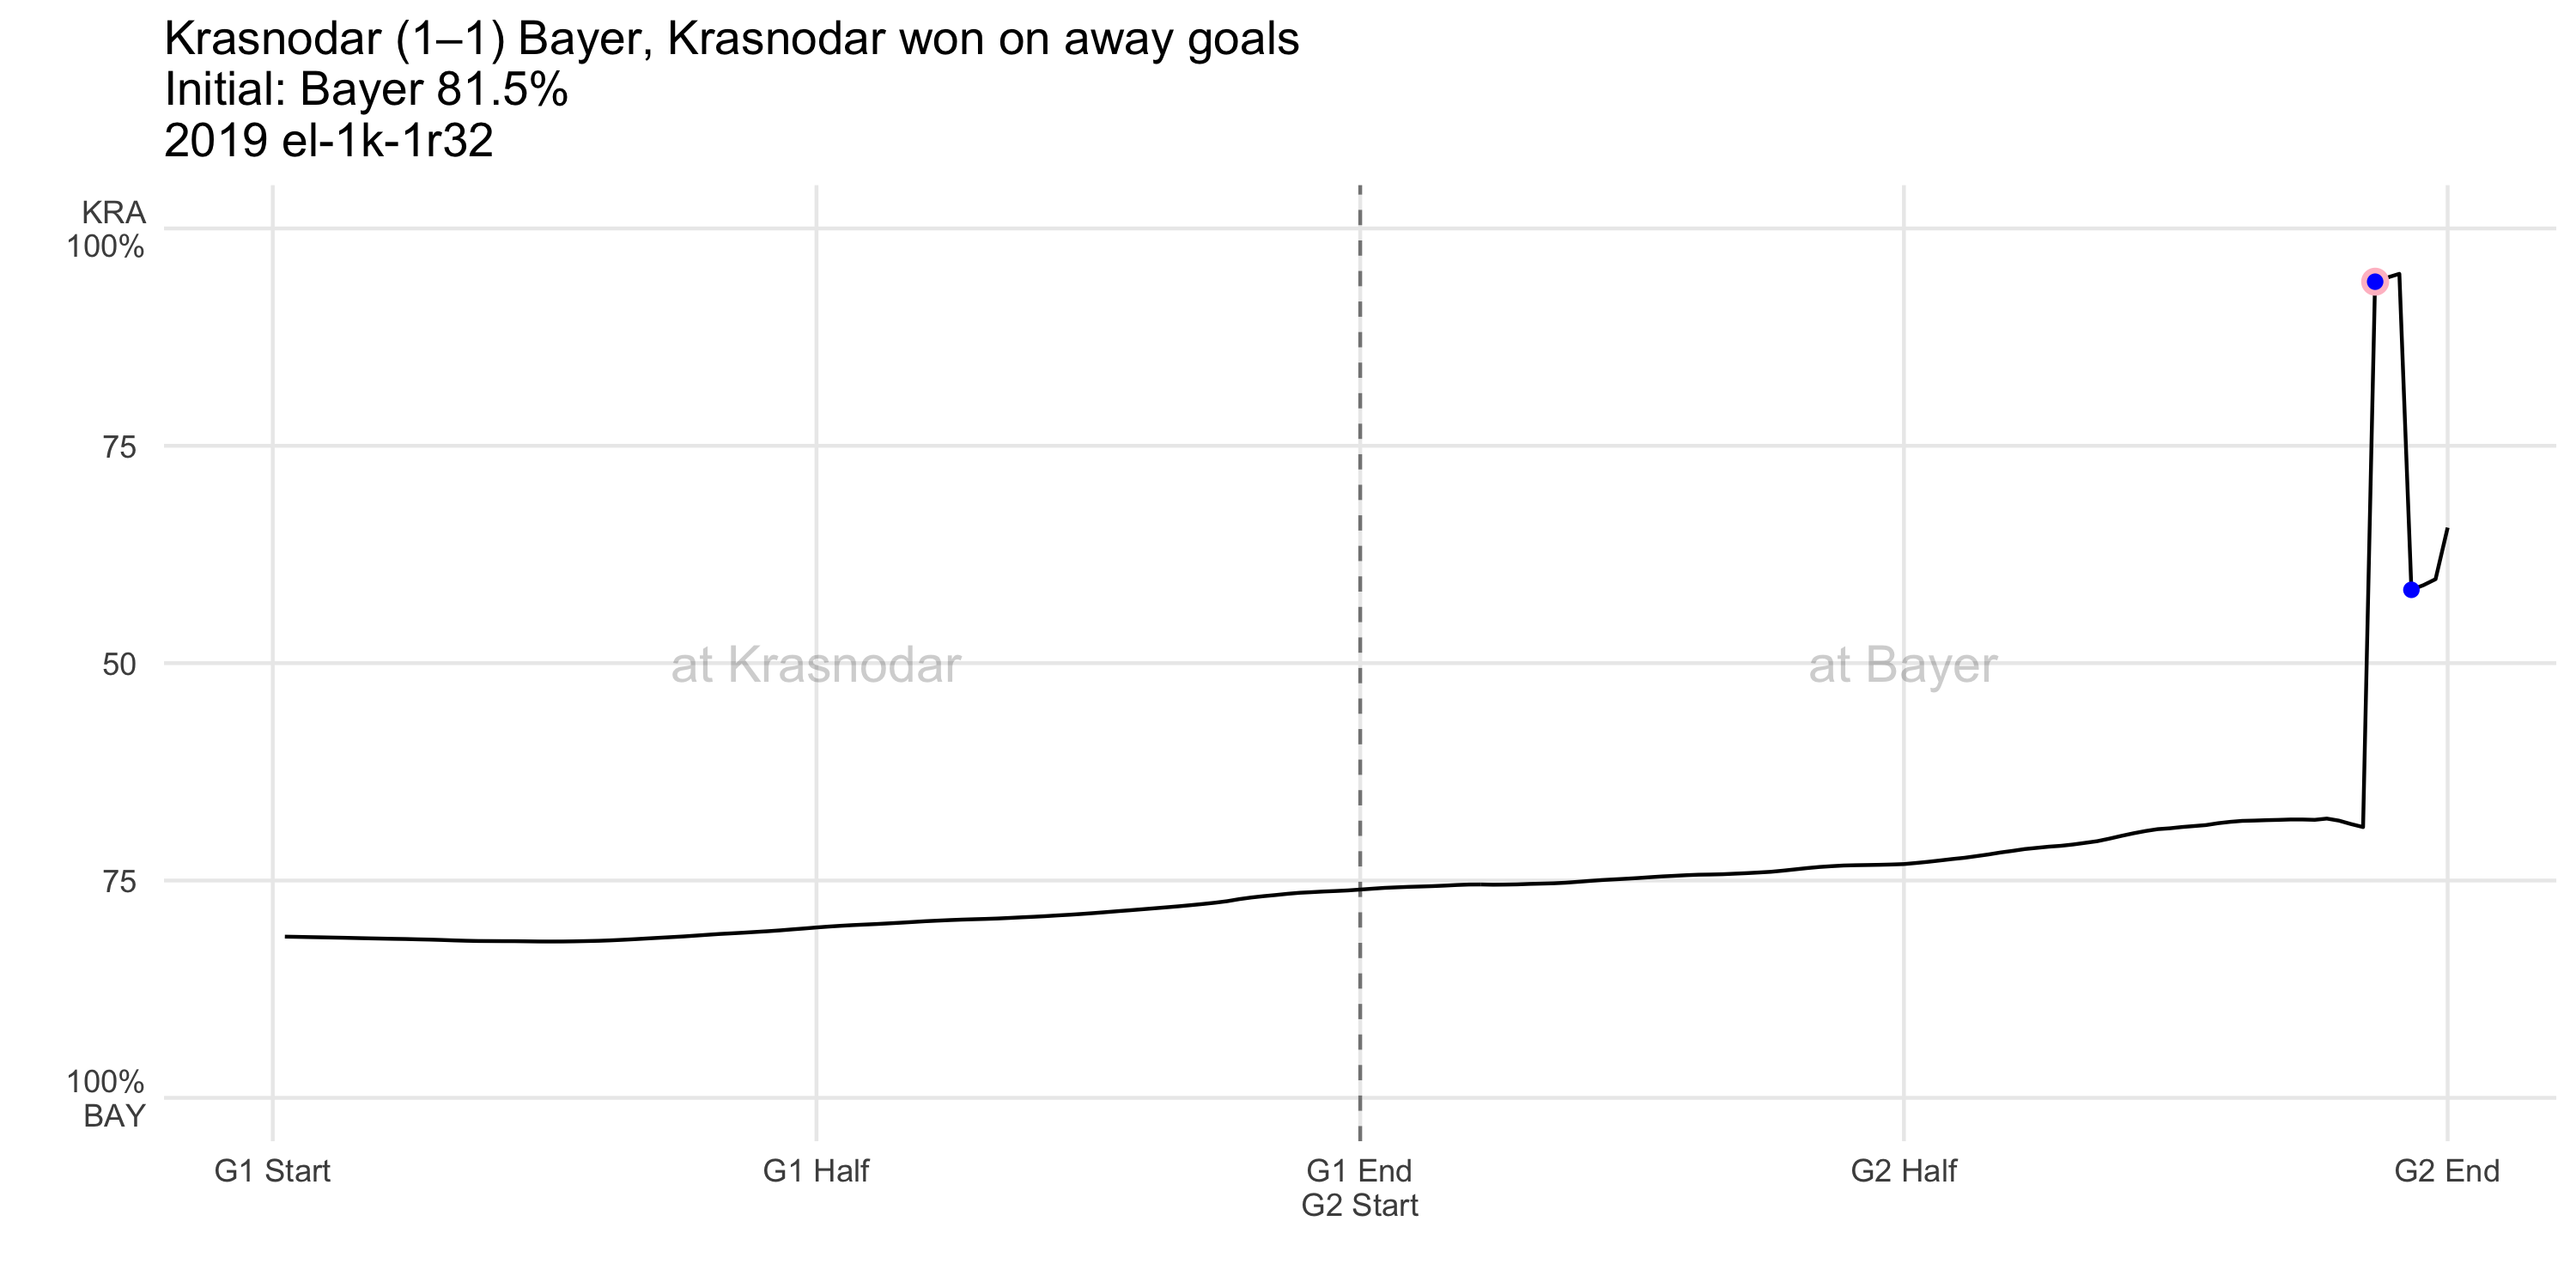 Krasnodar (1–1) Bayer, Krasnodar won on away goals
Initial: Bayer 81.5%
2019 el-1k-1r32
KRA
100%
75
50
75
100%
BAY
at Krasnodar
at Bayer
G1 Start
G1 Half
G1 End
G2 Start
G2 Half
G2 End